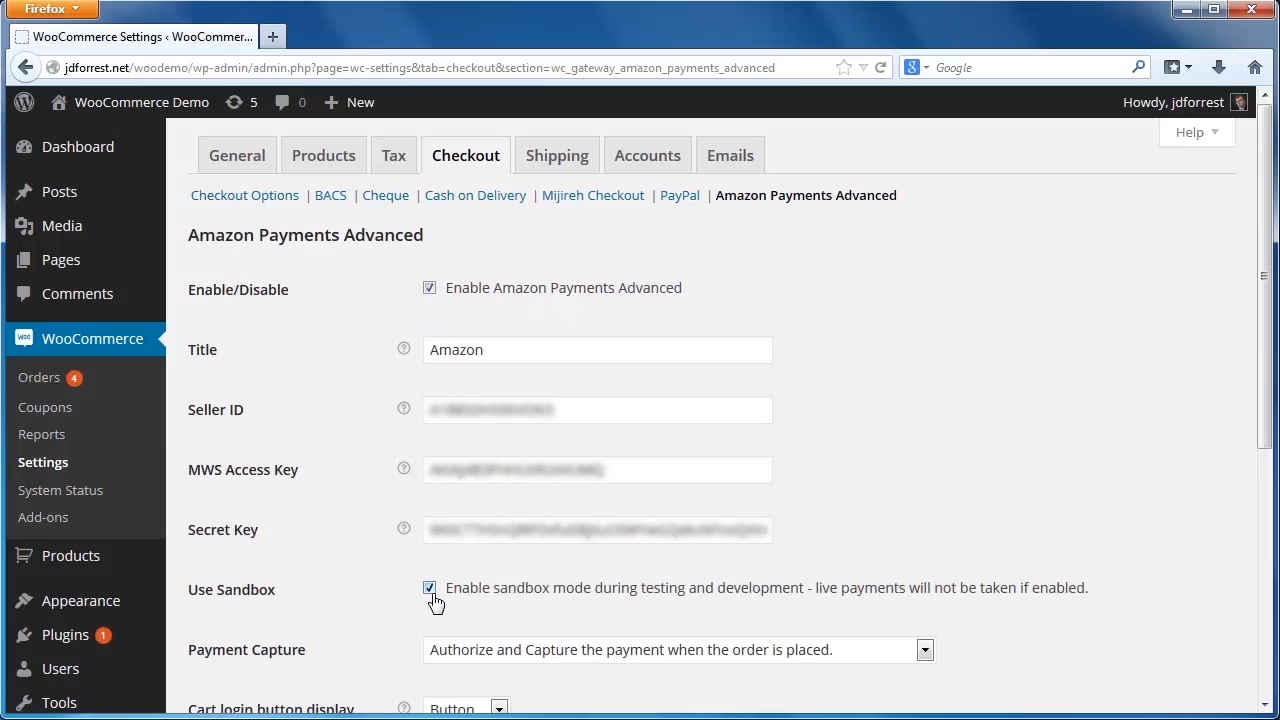 Firefox
WooCommerce Settings ‹ WooCommer...
jdforrest.net/woodemo/wp-admin/admin.php?page=wc-settings&tab=checkout&section=wc_gateway_amazon_payments_advanced
Google
WooCommerce Demo 5 0 New
Howdy, jdforrest
Help
Dashboard
Posts
Media
Pages
Comments
WooCommerce
Orders 4
Coupons
Reports
Settings
System Status
Add-ons
Products
Appearance
Plugins 1
Users
Tools
General Products Tax Checkout Shipping Accounts Emails
Checkout Options | BACS | Cheque | Cash on Delivery | Mijireh Checkout | PayPal | Amazon Payments Advanced
Amazon Payments Advanced
Enable/Disable Enable Amazon Payments Advanced
Title Amazon
Seller ID
MWS Access Key
Secret Key
Use Sandbox Enable sandbox mode during testing and development - live payments will not be taken if enabled.
Payment Capture Authorize and Capture the payment when the order is placed.
Cart login button display Button